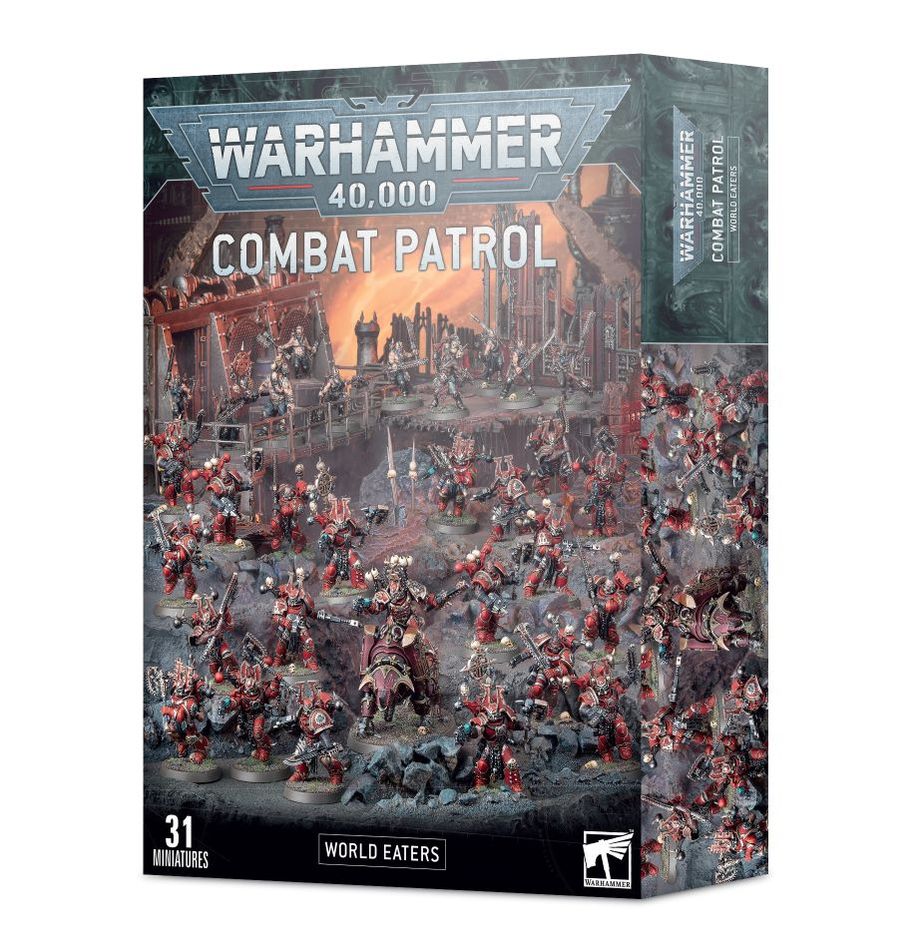 WARHAMMER
40,000
COMBAT PATROL
31
MINIATURES
WORLD EATERS
WARHAMMER
WARHAMMER
40,000
COMBAT PATROL
WORLD EATERS